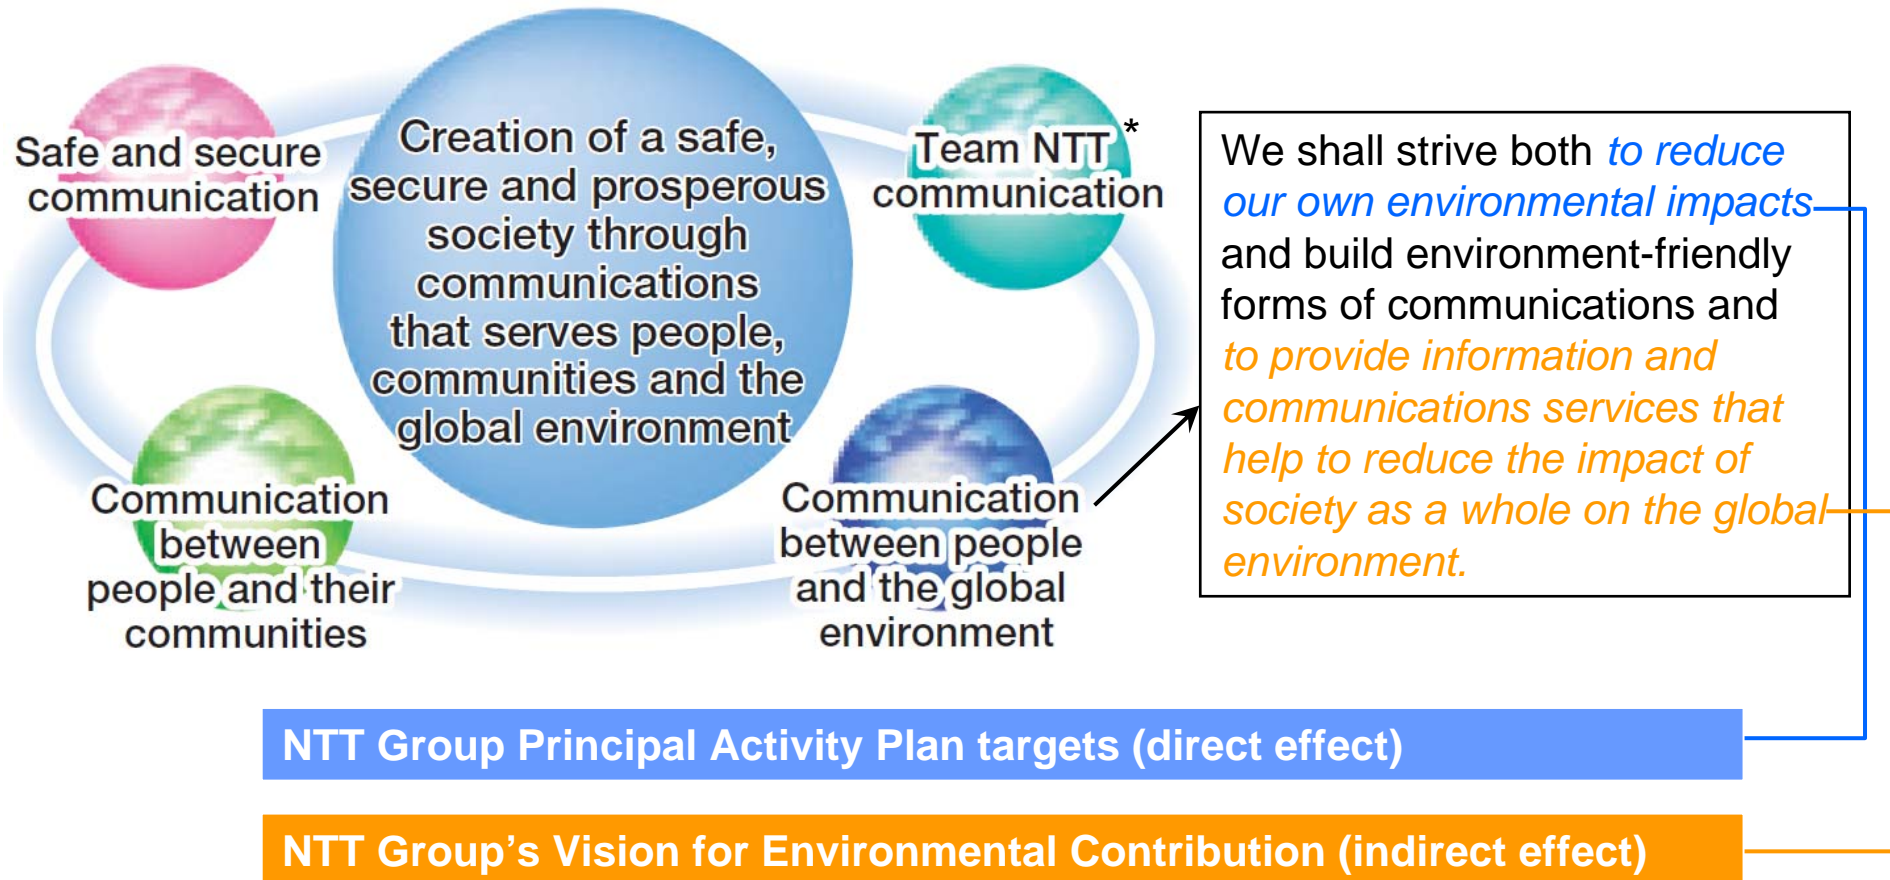 Safe and secure
communication
Creation of a safe,
secure and prosperous
society through
communications
that serves people,
communities and the
global environment
Team NTT *
communication
Communication
between
people and their
communities
Communication
between people
and the global
environment
We shall strive both to reduce
our own environmental impacts
and build environment-friendly
forms of communications and
to provide information and
communications services that
help to reduce the impact of
society as a whole on the global
environment.
NTT Group Principal Activity Plan targets (direct effect)
NTT Group’s Vision for Environmental Contribution (indirect effect)